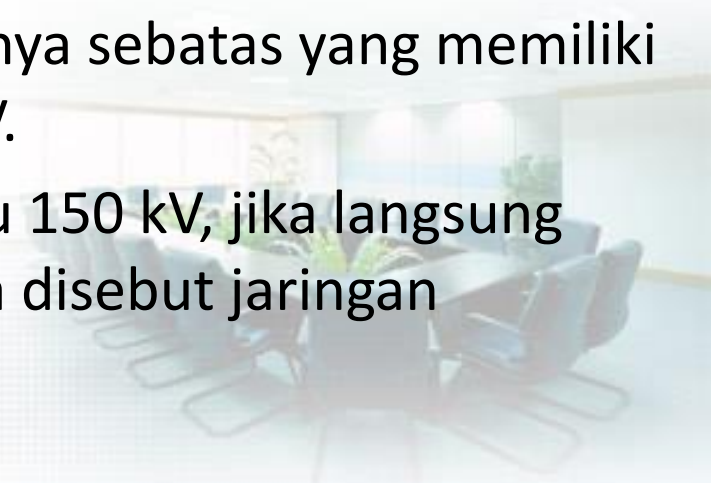 nya sebatas yang memiliki
.
150 kV, jika langsung
disebut jaringan